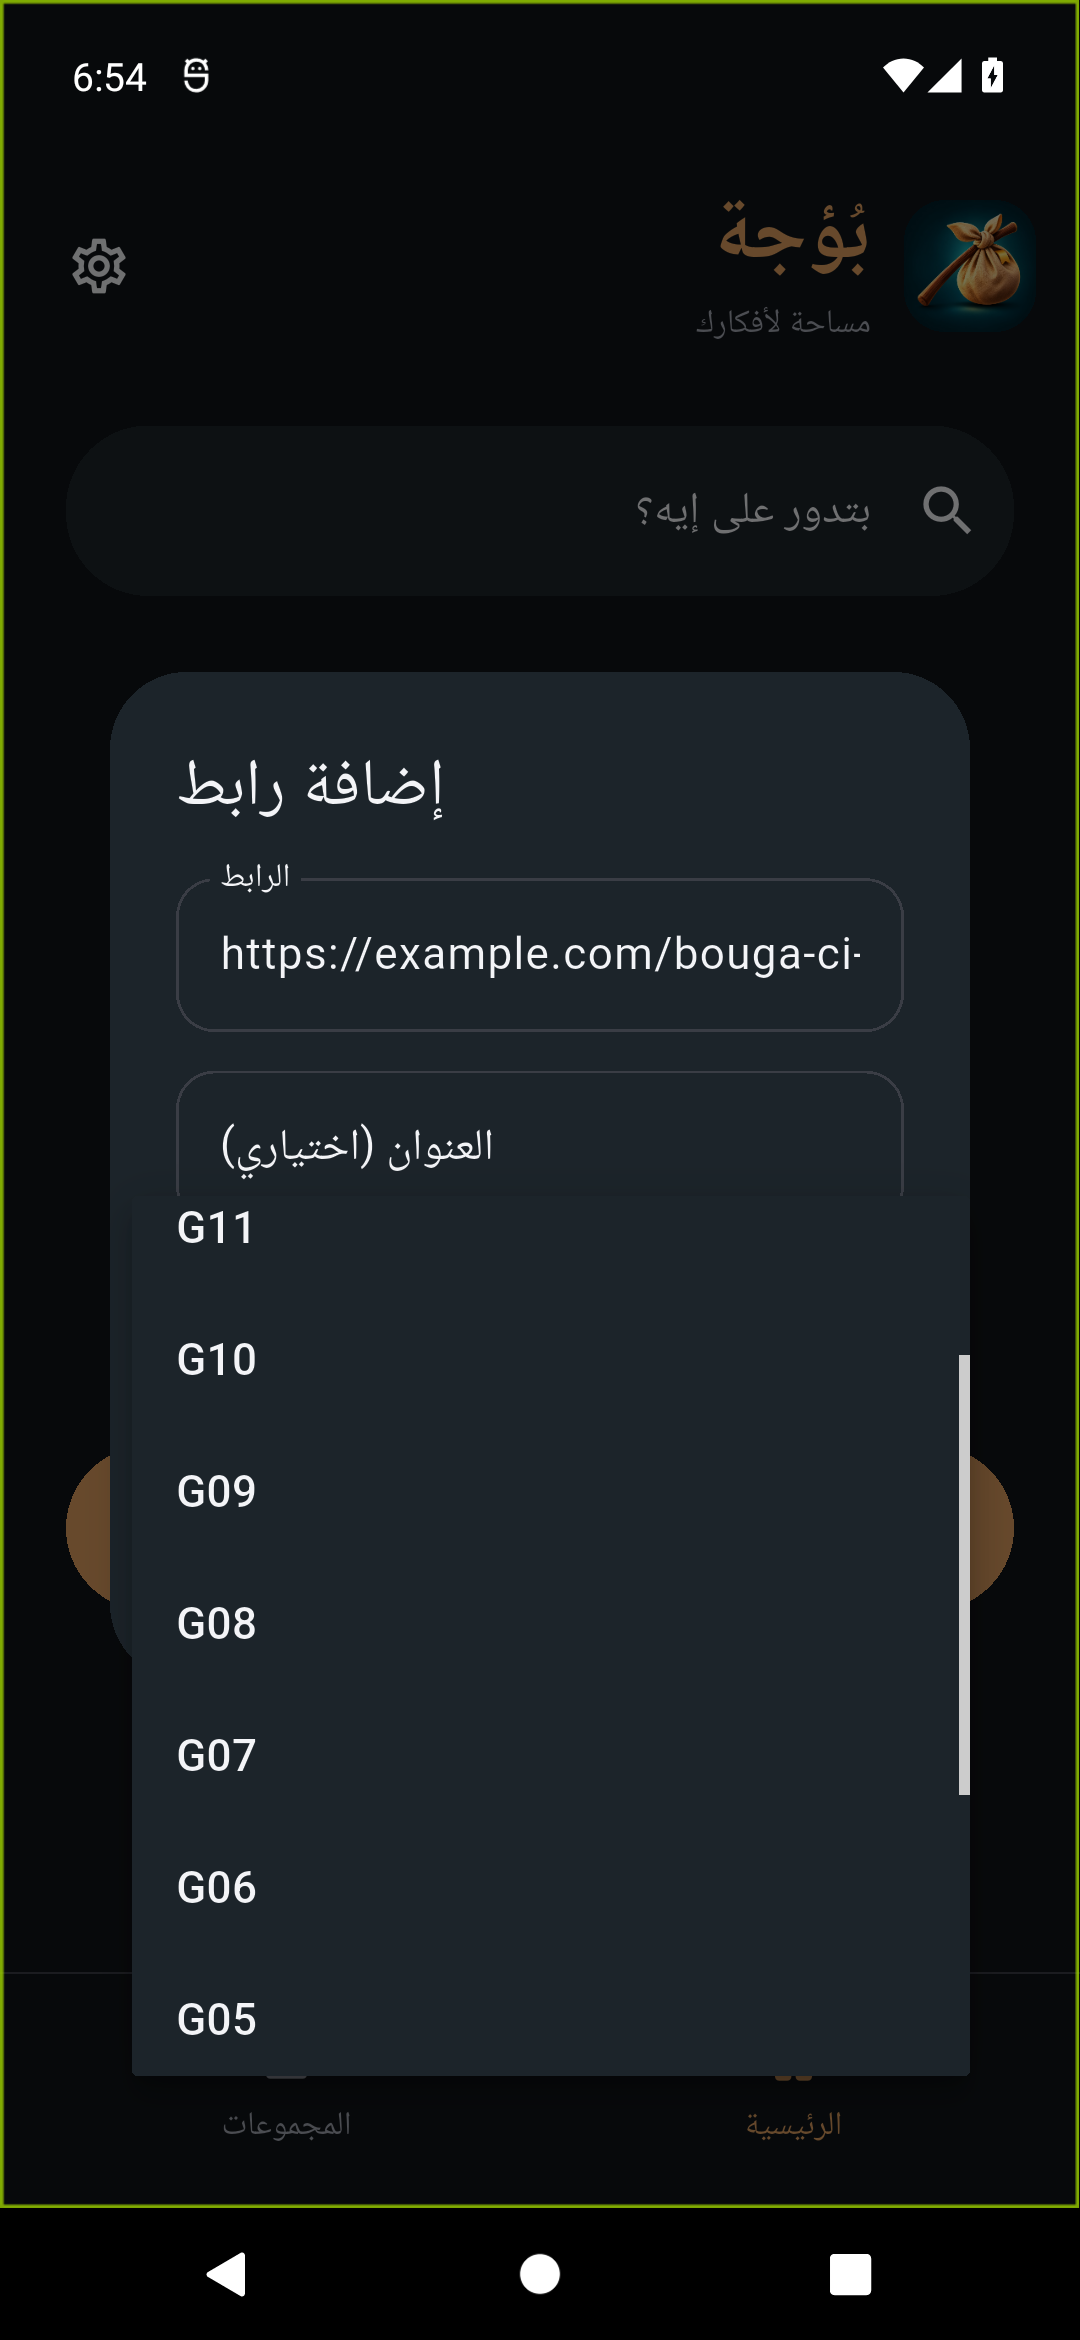 6:54
بُؤجة
مساحة لأفكارك
بتدور على إيه؟
إضافة رابط
الرابط
https://example.com/bouga-ci-
العنوان (اختياري)
G11
G10
G09
G08
G07
G06
G05
الرئيسية
المجموعات